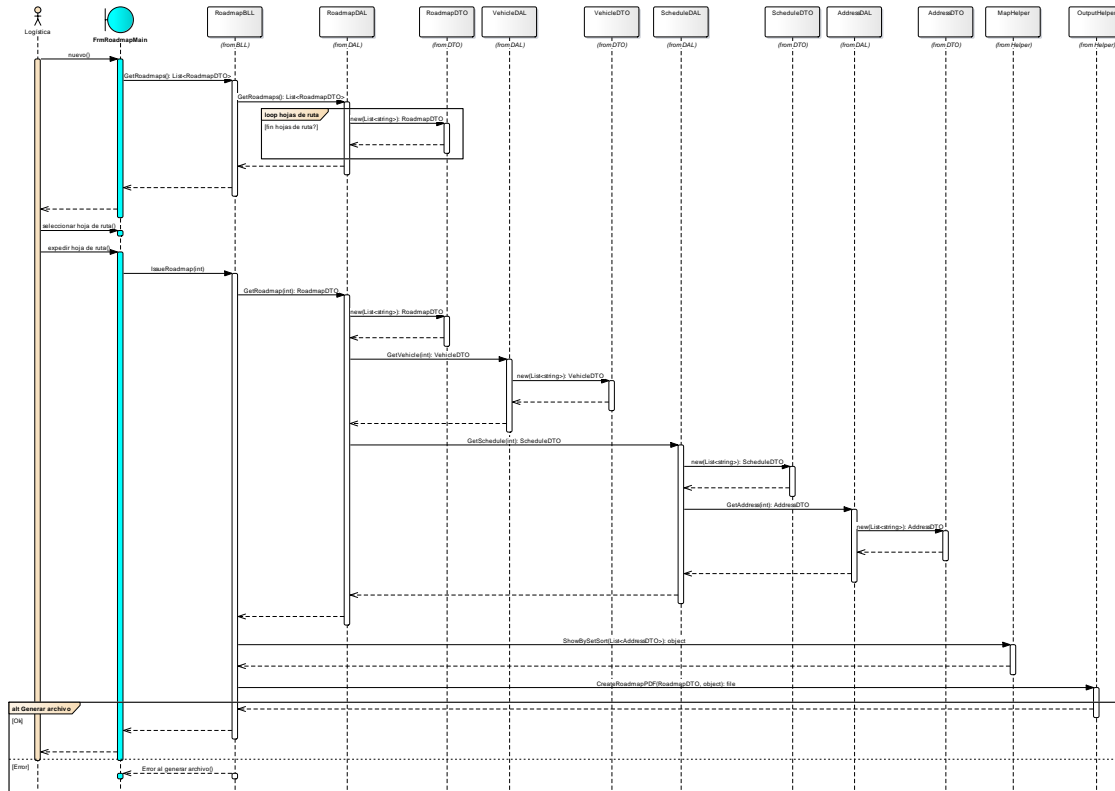 RoadmapBLL
RoadmapDAL
RoadmapDTO
VehicleDAL
VehicleDTO
ScheduleDAL
ScheduleDTO
AddressDAL
AddressDTO
MapHelper
OutputHelper
Logística
FrmRoadmapMain
(from BLL)
(from DAL)
(from DTO)
(from DAL)
(from DTO)
(from DAL)
(from DTO)
(from DAL)
(from DTO)
(from Helper)
(from Helper)
nuevo()
GetRoadmaps(): List<RoadmapDTO>
GetRoadmaps(): List<RoadmapDTO>
loop hojas de ruta
[fin hojas de ruta?]
new(List<string>): RoadmapDTO
seleccionar hoja de ruta()
expedir hoja de ruta()
IssueRoadmap(int)
GetRoadmap(int): RoadmapDTO
new(List<string>): RoadmapDTO
GetVehicle(int): VehicleDTO
new(List<string>): VehicleDTO
GetSchedule(int): ScheduleDTO
new(List<string>): ScheduleDTO
GetAddress(int): AddressDTO
new(List<string>): AddressDTO
ShowBySetSort(List<AddressDTO>): object
CreateRoadmapPDF(RoadmapDTO, object): file
alt Generar archivo
[Ok]
[Error]
Error al generar archivo()